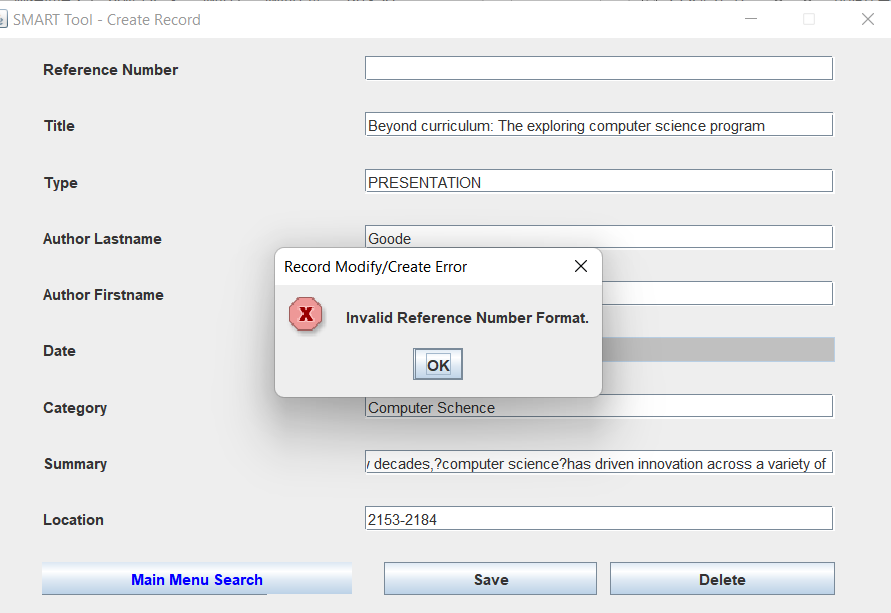 SMART Tool - Create Record
Reference Number
Title
Beyond curriculum: The exploring computer science program
Type
PRESENTATION
Author Lastname
Goode
Record Modify/Create Error
Author Firstname
Invalid Reference Number Format.
Date
OK
Category
Computer Schence
Summary
decades,?computer science?has driven innovation across a variety of
Location
2153-2184
Main Menu Search
Save
Delete